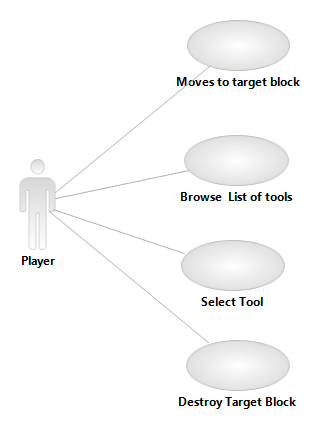 Moves to target block
Browse  List of tools
Player
Select Tool
Destroy Target Block